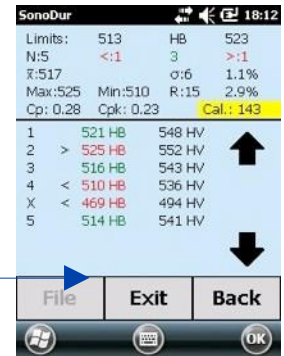 SonoDur 18:12
Limits: 513 HB 523
N:5 <:1 3 >:1
x̄:517 σ:6 1.1%
Max:525 Min:510 R:15 2.9%
Cp: 0.28 Cpk: 0.23 Cal.: 143
1 521 HB 548 HV
2 > 525 HB 552 HV
3 516 HB 543 HV
4 < 510 HB 536 HV
X < 469 HB 494 HV
5 514 HB 541 HV
File Exit Back
OK